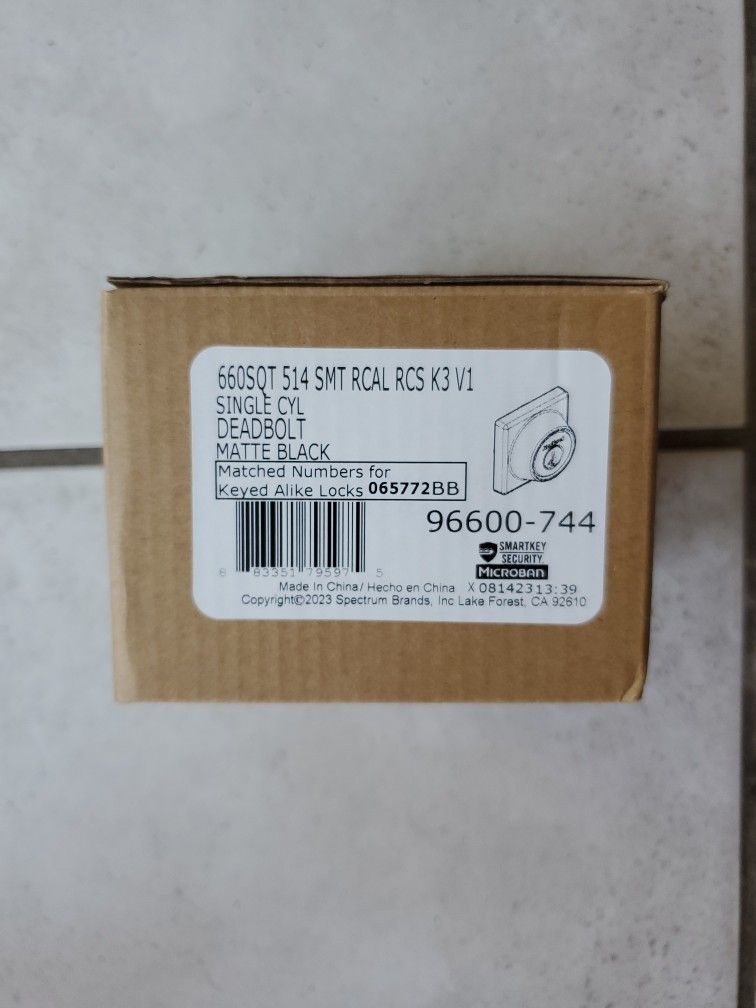 660SQT 514 SMT RCAL RCS K3 V1
SINGLE CYL
DEADBOLT
MATTE BLACK
Matched Numbers for
Keyed Alike Locks 065772BB
96600-744
8 83351 79597 5
SMARTKEY
SECURITY
MICROBAN
Made In China/ Hecho en China X 08142313:39
Copyright©2023 Spectrum Brands, Inc Lake Forest, CA 92610